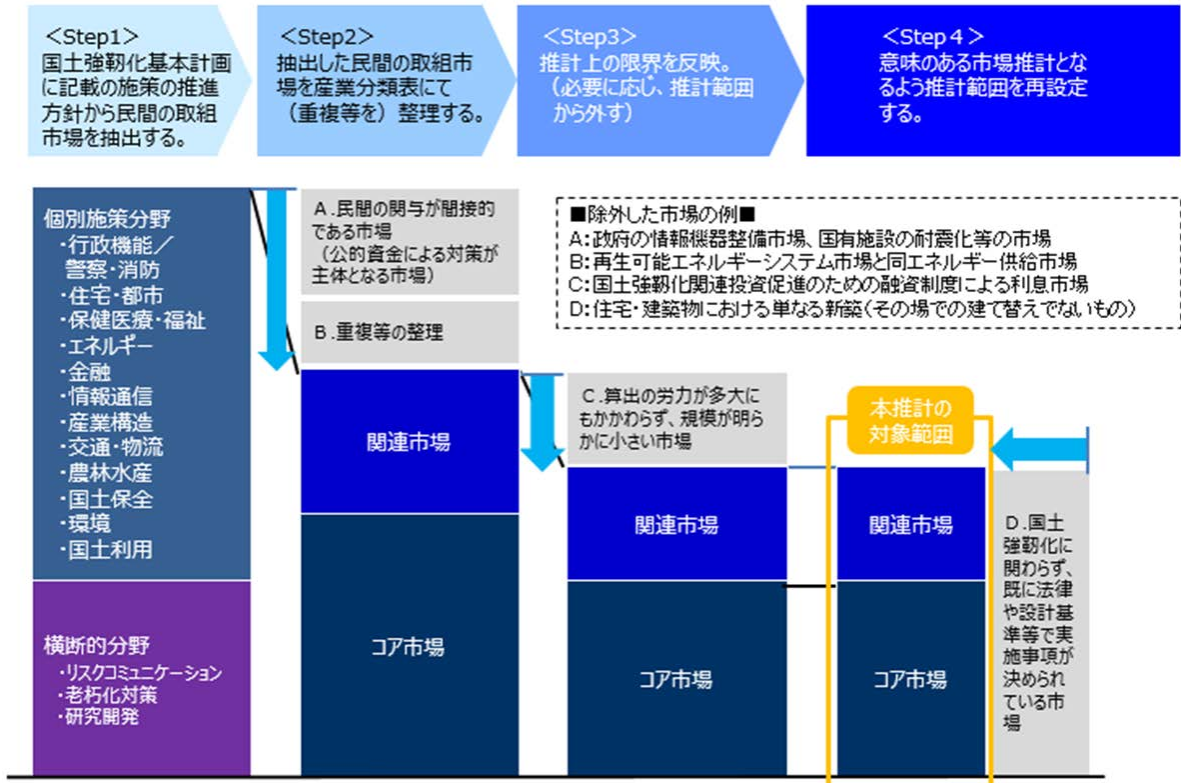 <Step1>
国土強靭化基本計画
に記載の施策の推進
方針から民間の取組
市場を抽出する。
<Step2>
抽出した民間の取組市
場を産業分類表にて
（重複等を）整理する。
<Step3>
推計上の限界を反映。
（必要に応じ、推計範囲
から外す）
<Step４>
意味のある市場推計とな
るよう推計範囲を再設定
する。
個別施策分野
・行政機能／
警察・消防
・住宅・都市
・保健医療・福祉
・エネルギー
・金融
・情報通信
・産業構造
・交通・物流
・農林水産
・国土保全
・環境
・国土利用
横断的分野
・リスクコミュニケーション
・老朽化対策
・研究開発
Ａ.民間の関与が間接的
である市場
（公的資金による対策が
主体となる市場）
Ｂ.重複等の整理
関連市場
コア市場
■除外した市場の例■
A:政府の情報機器整備市場、国有施設の耐震化等の市場
B:再生可能エネルギーシステム市場と同エネルギー供給市場
C:国土強靭化関連投資促進のための融資制度による利息市場
D:住宅・建築物における単なる新築(その場での建て替えでないもの)
Ｃ.算出の労力が多大に
もかかわらず、規模が明ら
かに小さい市場
関連市場
コア市場
本推計の
対象範囲
関連市場
コア市場
Ｄ.国土
強靭化に
関わらず、
既に法律
や設計基
準等で実
施事項が
決められ
ている市
場